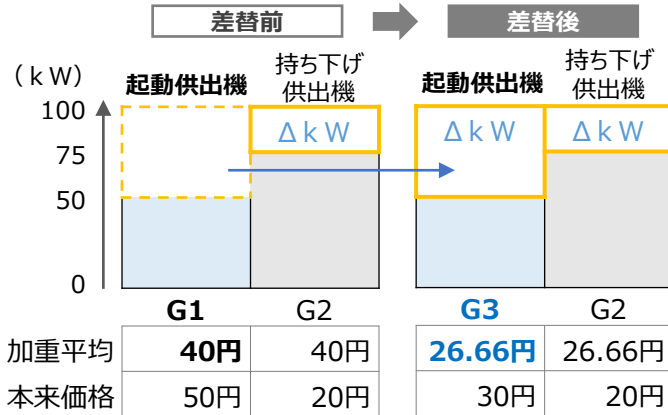 差替前 差替後
（ｋＷ）
起動供出機
持ち下げ
供出機
起動供出機
持ち下げ
供出機
100
75
50
0
ΔｋＷ
ΔｋＷ
ΔｋＷ
G1 G2 G3 G2
加重平均 40円 40円 26.66円 26.66円
本来価格 50円 20円 30円 20円